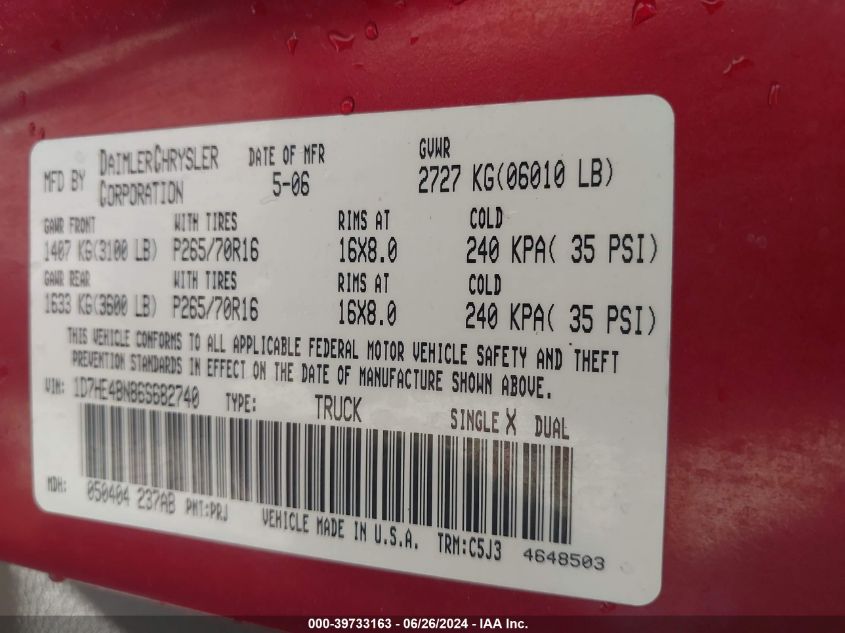 MFD BY DAIMLERCHRYSLER CORPORATION
DATE OF MFR
5-06
GVWR
2727 KG(06010 LB)
GAWR FRONT WITH TIRES RIMS AT COLD
1407 KG(3100 LB) P265/70R16 16X8.0 240 KPA( 35 PSI)
GAWR REAR WITH TIRES RIMS AT COLD
1633 KG(3600 LB) P265/70R16 16X8.0 240 KPA( 35 PSI)
THIS VEHICLE CONFORMS TO ALL APPLICABLE FEDERAL MOTOR VEHICLE SAFETY AND THEFT
PREVENTION STANDARDS IN EFFECT ON THE DATE OF MANUFACTURE SHOWN ABOVE.
VIN: 1D7HE48N86S682740 TYPE: TRUCK SINGLE X DUAL
MDH: 050404 237AB PNT:PRJ VEHICLE MADE IN U.S.A. TRM:C5J3 4648503
000-39733163 - 06/26/2024 - IAA Inc.